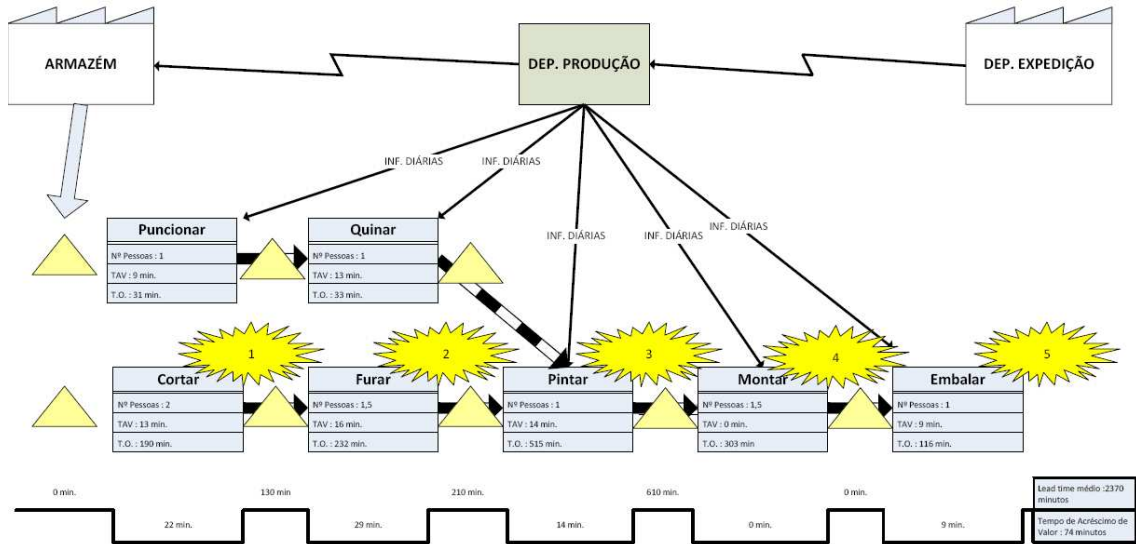 ARMAZÉM
DEP. PRODUÇÃO
DEP. EXPEDIÇÃO
INF. DIÁRIAS
INF. DIÁRIAS
INF. DIÁRIAS
INF. DIÁRIAS
INF. DIÁRIAS
Puncionar
Nº Pessoas : 1
TAV : 9 min.
T.O. : 31 min.
Quinar
Nº Pessoas : 1
TAV : 13 min.
T.O. : 33 min.
1
2
3
4
5
Cortar
Nº Pessoas : 2
TAV : 13 min.
T.O. : 190 min.
Furar
Nº Pessoas : 1,5
TAV : 16 min.
T.O. : 232 min.
Pintar
Nº Pessoas : 1
TAV : 14 min.
T.O. : 515 min.
Montar
Nº Pessoas : 1,5
TAV : 0 min.
T.O. : 303 min
Embalar
Nº Pessoas : 1
TAV : 9 min.
T.O. : 116 min.
0 min.
130 min
210 min.
610 min.
0 min.
22 min.
29 min.
14 min.
0 min.
9 min.
Lead time médio :2370
minutos
Tempo de Acréscimo de
Valor : 74 minutos